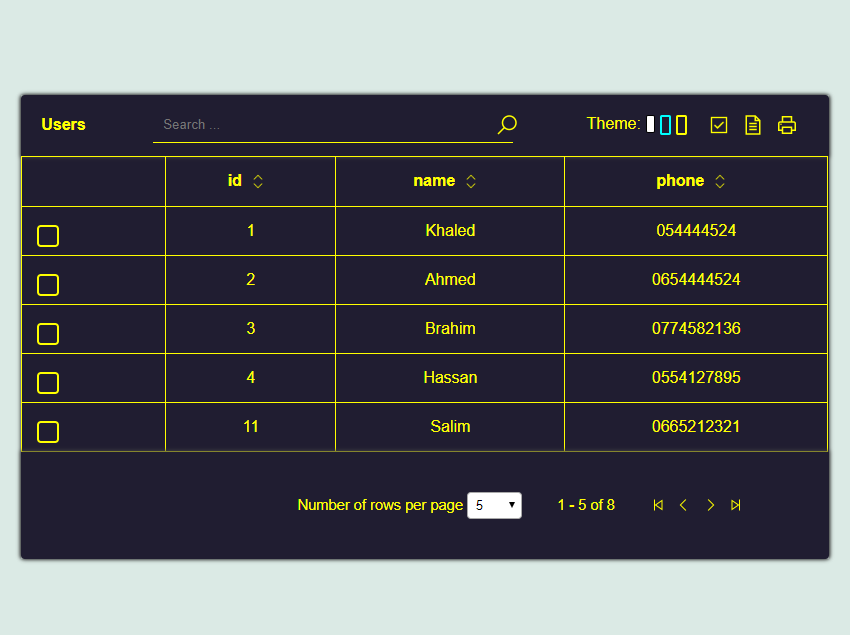 Users Search ... Theme:
id name phone
1 Khaled 054444524
2 Ahmed 0654444524
3 Brahim 0774582136
4 Hassan 0554127895
11 Salim 0665212321
Number of rows per page 5 1 - 5 of 8